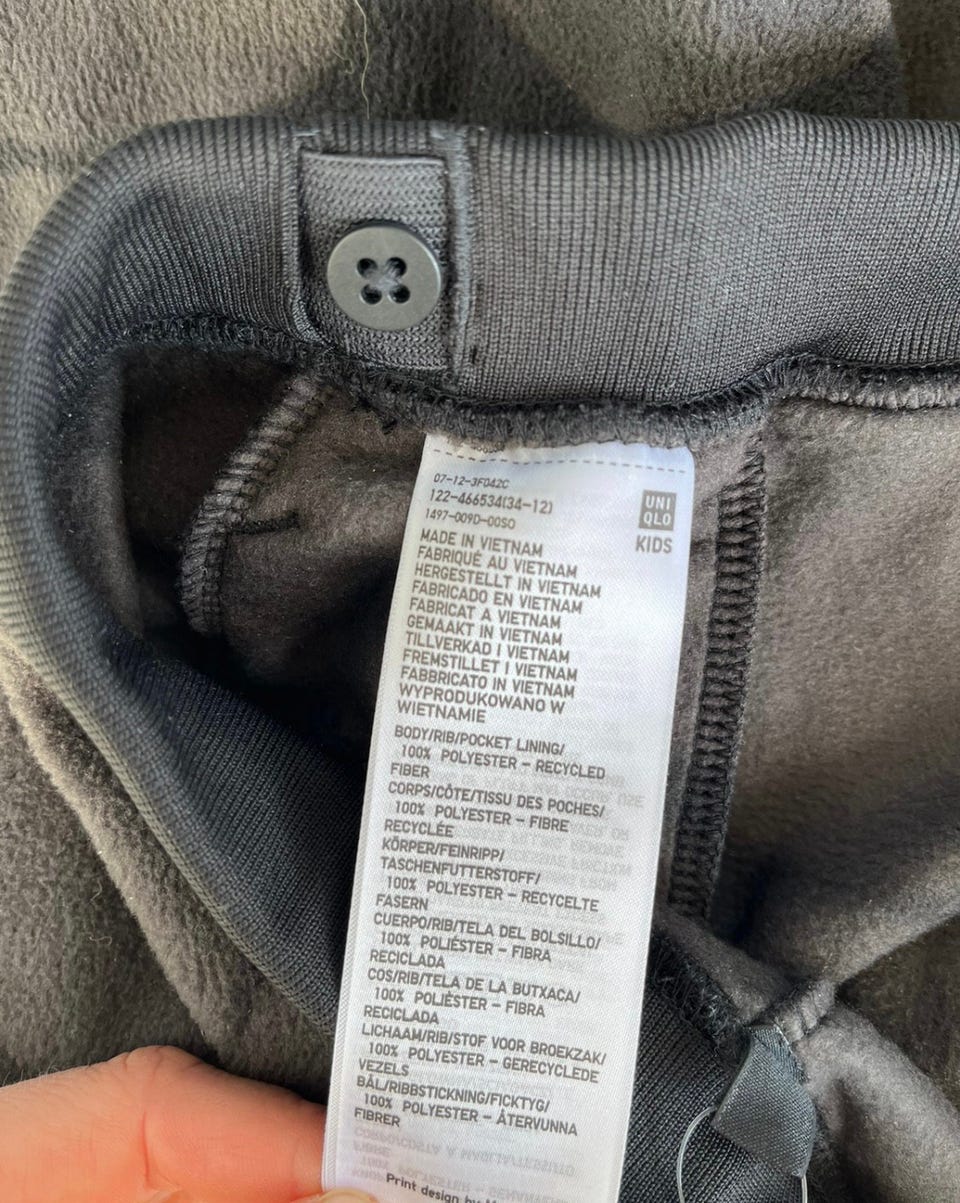 07-12-3F042C
122-466534(34-12)
1497-009D-00SO
UNI
QLO
KIDS
MADE IN VIETNAM
FABRIQUÉ AU VIETNAM
HERGESTELLT IN VIETNAM
FABRICADO EN VIETNAM
FABRICAT A VIETNAM
GEMAAKT IN VIETNAM
TILLVERKAD I VIETNAM
FREMSTILLET I VIETNAM
FABBRICATO IN VIETNAM
WYPRODUKOWANO W
WIETNAMIE
BODY/RIB/POCKET LINING/
100% POLYESTER – RECYCLED
FIBER
CORPS/CÔTE/TISSU DES POCHES/
100% POLYESTER – FIBRE
RECYCLÉE
KÖRPER/FEINRIPP/
TASCHENFUTTERSTOFF/
100% POLYESTER – RECYCELTE
FASERN
CUERPO/RIB/TELA DEL BOLSILLO/
100% POLIÉSTER – FIBRA
RECICLADA
COS/RIB/TELA DE LA BUTXACA/
100% POLIÈSTER – FIBRA
RECICLADA
LICHAAM/RIB/STOF VOOR BROEKZAK/
100% POLYESTER – GERECYCLEDE
VEZELS
BÅL/RIBBSTICKNING/FICKTYG/
100% POLYESTER – ÅTERVUNNA
FIBRER
Print design by